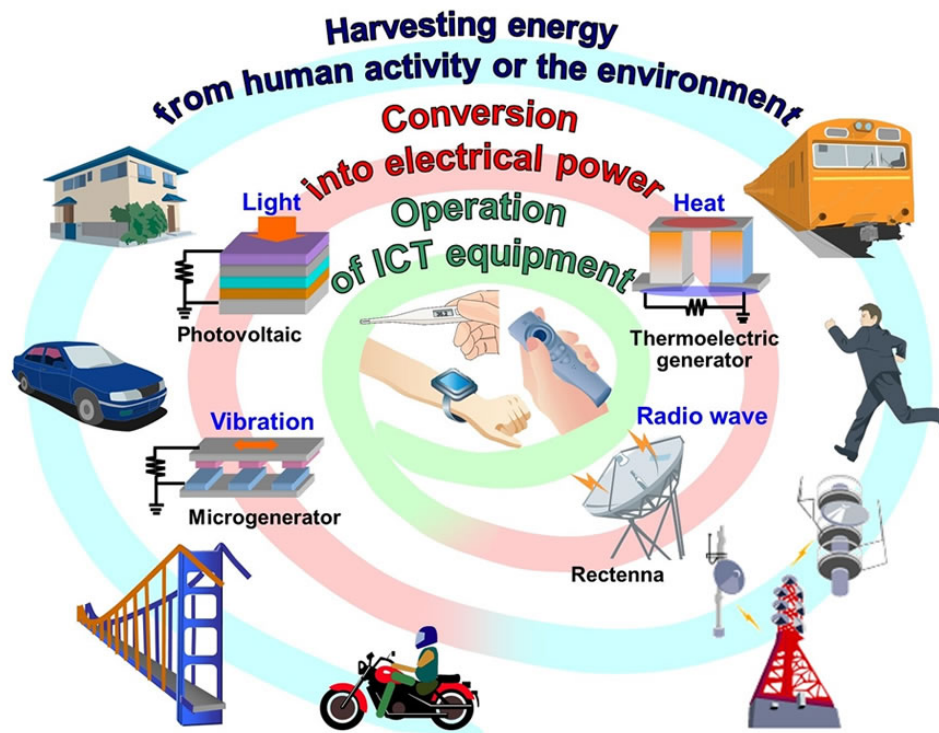 Harvesting energy
from human activity or the environment
Conversion
into electrical power
Operation
of ICT equipment
Light
Photovoltaic
Heat
Thermoelectric
generator
Vibration
Microgenerator
Radio wave
Rectenna